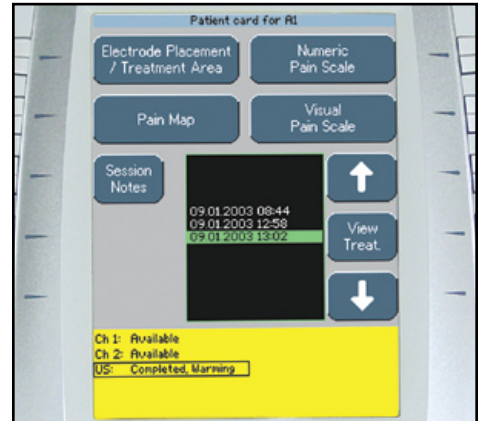 Patient card for A1
Electrode Placement
/ Treatment Area
Numeric
Pain Scale
Pain Map
Visual
Pain Scale
Session
Notes
09.01.2003 08:44
09.01.2003 12:58
09.01.2003 13:02
View
Treat.
Ch 1: Available
Ch 2: Available
US: Completed, Warming